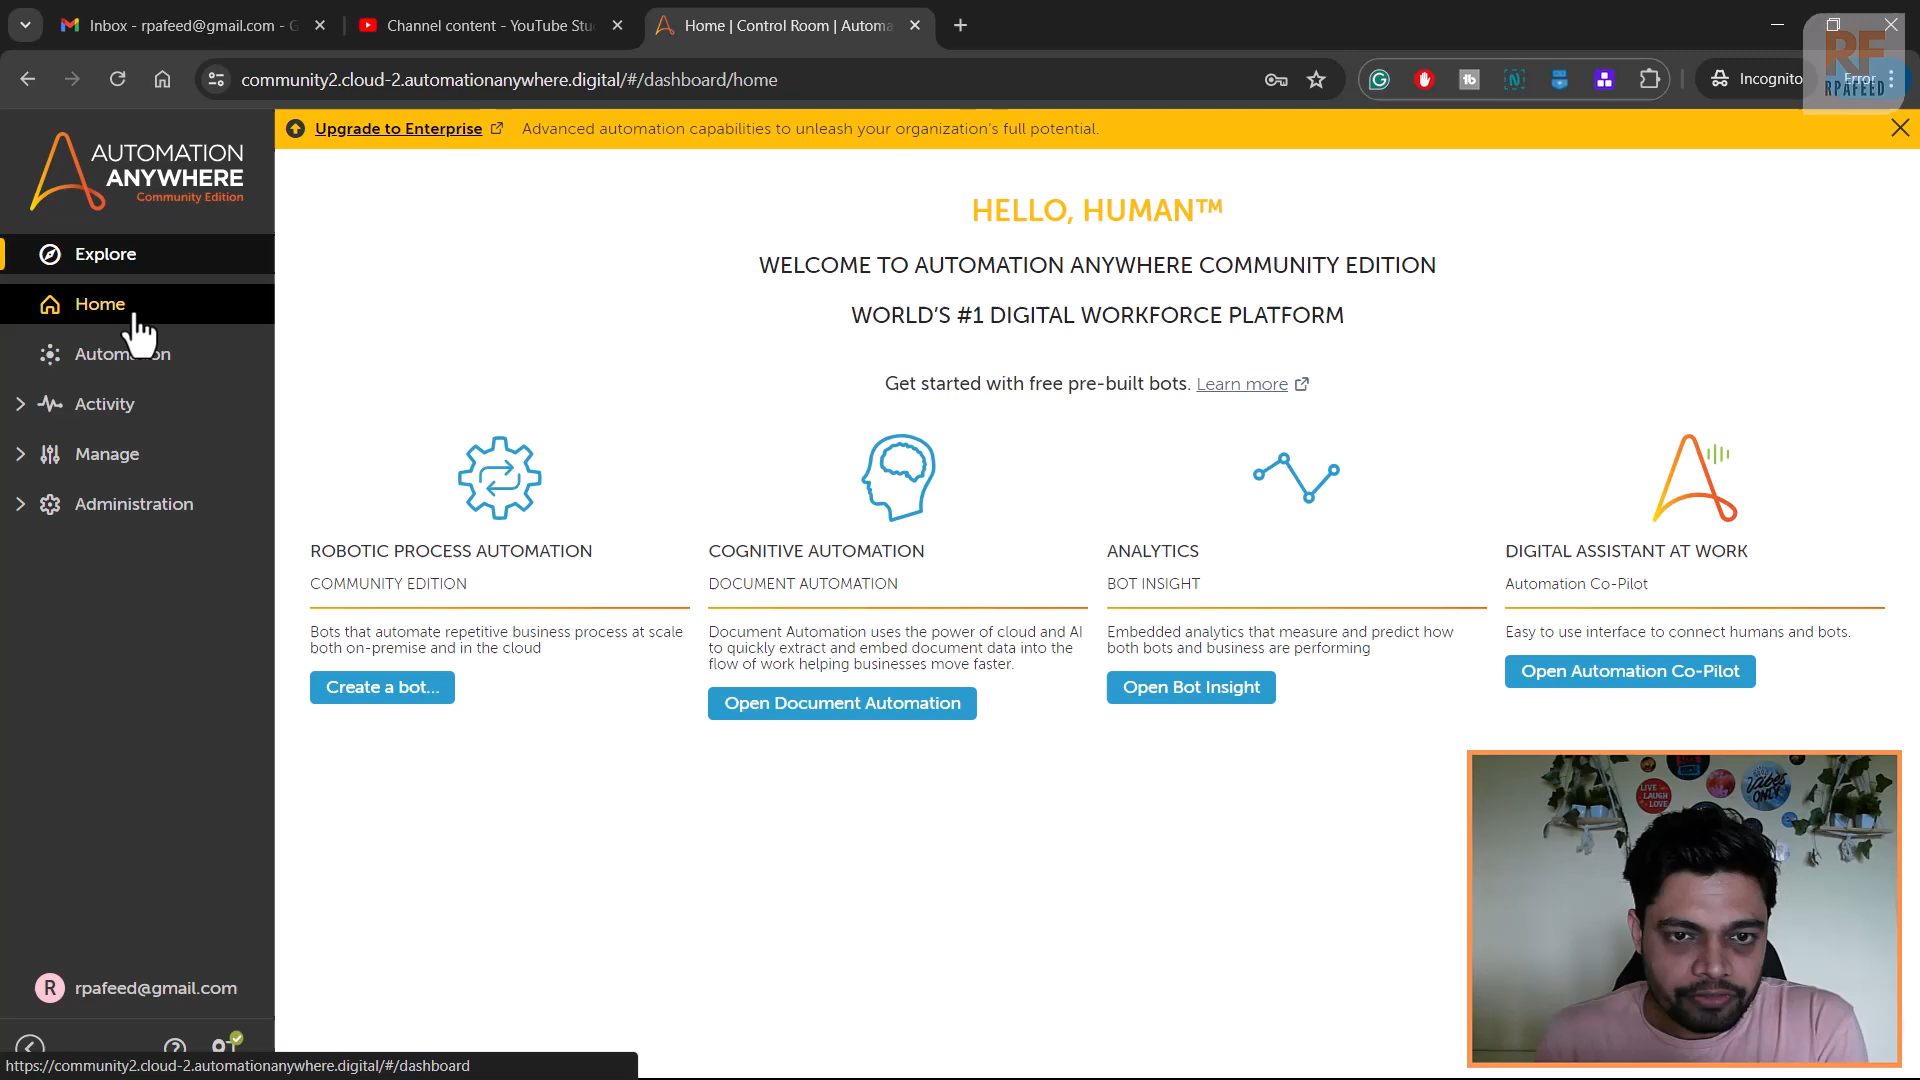 Inbox - rpafeed@gmail.com - G
Channel content - YouTube Stu
Home | Control Room | Automa
community2.cloud-2.automationanywhere.digital/#/dashboard/home
Incognito
Error
RF
RPAFEED
AUTOMATION
ANYWHERE
Community Edition
Explore
Home
Automation
Activity
Manage
Administration
rpafeed@gmail.com
https://community2.cloud-2.automationanywhere.digital/#/dashboard
Upgrade to Enterprise Advanced automation capabilities to unleash your organization's full potential.
HELLO, HUMAN™
WELCOME TO AUTOMATION ANYWHERE COMMUNITY EDITION
WORLD'S #1 DIGITAL WORKFORCE PLATFORM
Get started with free pre-built bots. Learn more
ROBOTIC PROCESS AUTOMATION
COMMUNITY EDITION
Bots that automate repetitive business process at scale
both on-premise and in the cloud
Create a bot...
COGNITIVE AUTOMATION
DOCUMENT AUTOMATION
Document Automation uses the power of cloud and AI
to quickly extract and embed document data into the
flow of work helping businesses move faster.
Open Document Automation
ANALYTICS
BOT INSIGHT
Embedded analytics that measure and predict how
both bots and business are performing
Open Bot Insight
DIGITAL ASSISTANT AT WORK
Automation Co-Pilot
Easy to use interface to connect humans and bots.
Open Automation Co-Pilot
LIVE
LAUGH
LOVE
Vibes
ONLY